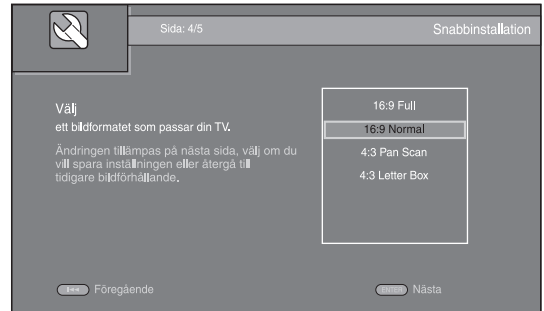 Sida: 4/5
Snabbinstallation
Välj
ett bildformatet som passar din TV.
Ändringen tillämpas på nästa sida, välj om du
vill spara inställningen eller återgå till
tidigare bildförhållande.
16:9 Full
16:9 Normal
4:3 Pan Scan
4:3 Letter Box
Föregående
ENTER Nästa